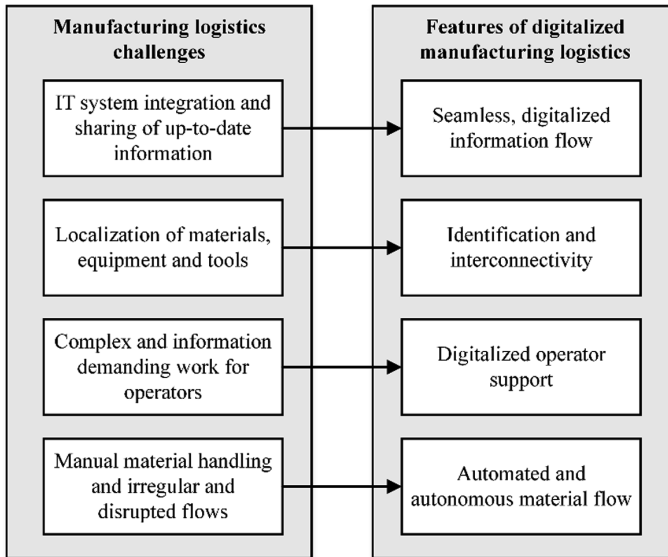 Manufacturing logistics
challenges
IT system integration and
sharing of up-to-date
information
Localization of materials,
equipment and tools
Complex and information
demanding work for
operators
Manual material handling
and irregular and
disrupted flows
Features of digitalized
manufacturing logistics
Seamless, digitalized
information flow
Identification and
interconnectivity
Digitalized operator
support
Automated and
autonomous material flow